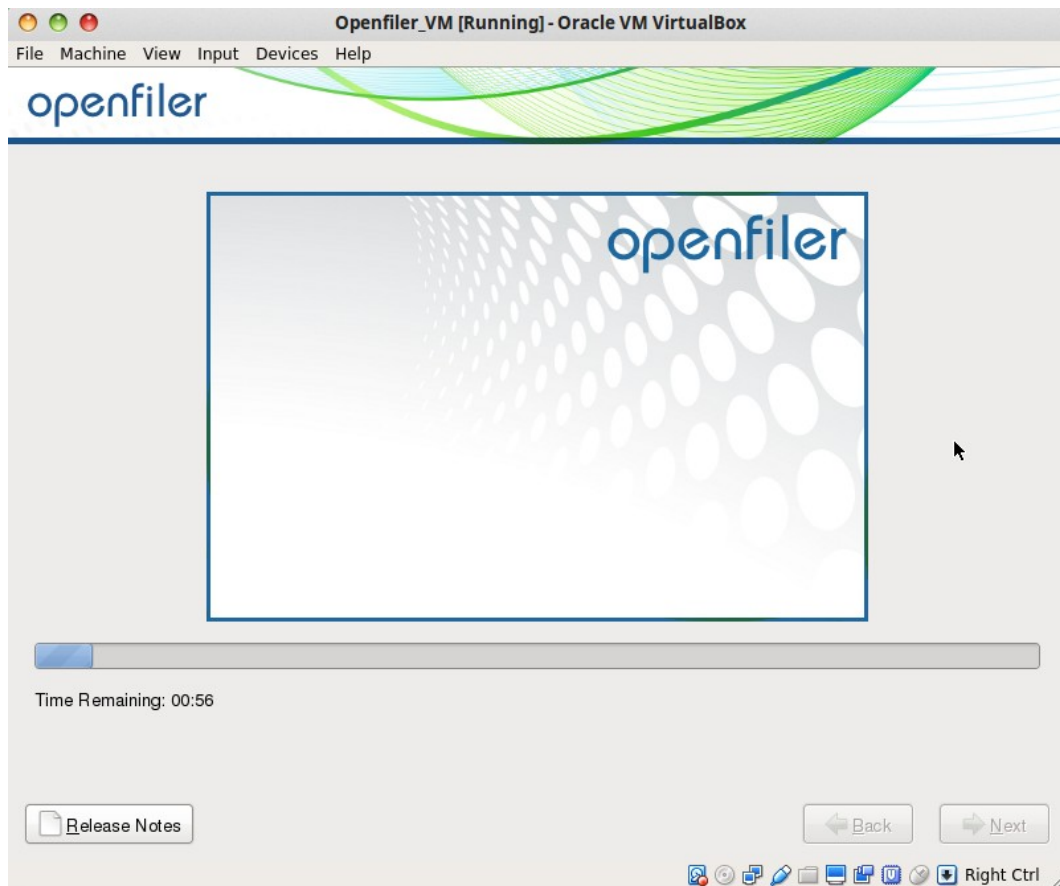 Openfiler_VM [Running] - Oracle VM VirtualBox
File Machine View Input Devices Help
openfiler
openfiler
Time Remaining: 00:56
Release Notes
Back
Next
Right Ctrl